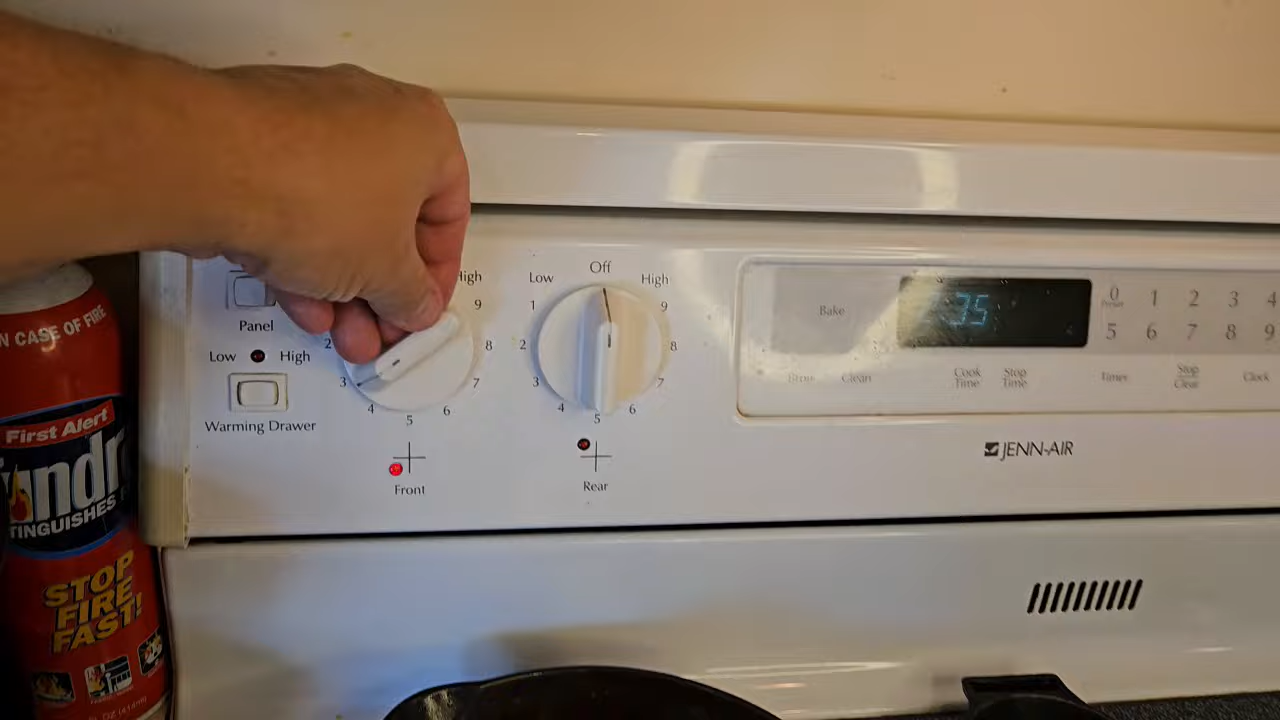 N CASE OF FIRE
First Alert
undr
TINGUISHES
STOP
FIRE
FAST!
Panel
Low High
Warming Drawer
High
9
8
7
6
5
4
3
2
Front
Off
Low High
1 9
2 8
3 7
4 6
5
Rear
Bake
35
Clean
Cook
Time
Stop
Time
0 1 2 3 4
5 6 7 8 9
Timer
Stop
Clear
Clock
JENN-AIR